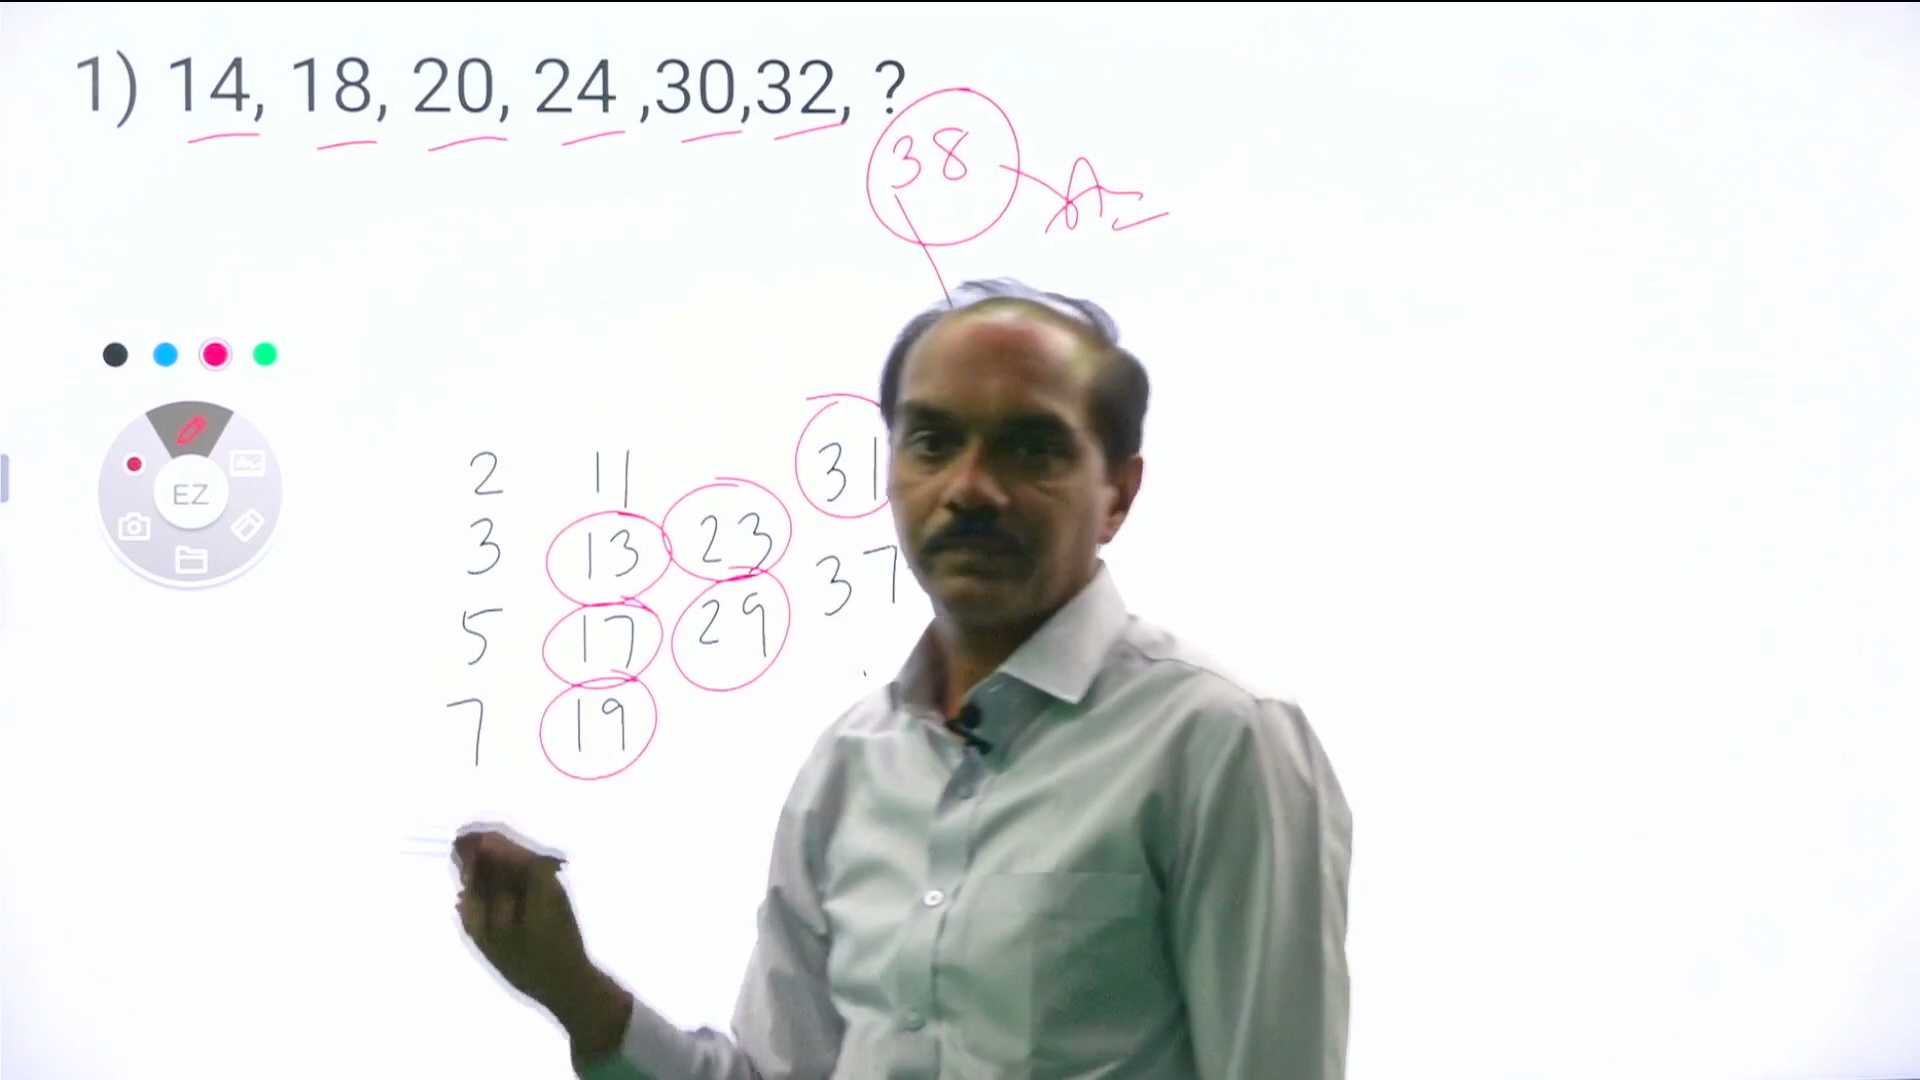 1) 14, 18, 20, 24 ,30,32, ?
38
EZ
2 11 31
3 13 23 37
5 17 29
7 19